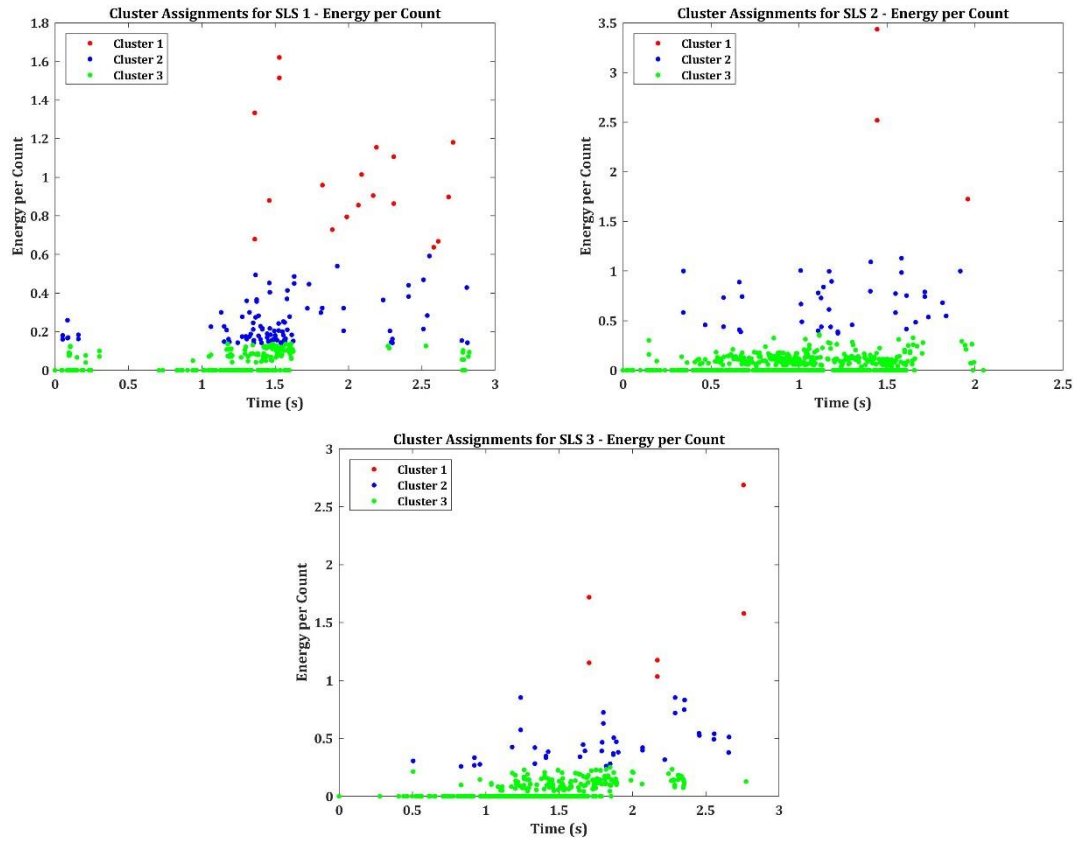 Cluster Assignments for SLS 1 - Energy per Count
1.8
1.6
1.4
1.2
1
0.8
0.6
0.4
0.2
0
Energy per Count
Cluster 1
Cluster 2
Cluster 3
0 0.5 1 1.5 2 2.5 3
Time (s)
Cluster Assignments for SLS 2 - Energy per Count
3.5
3
2.5
2
1.5
1
0.5
0
Energy per Count
Cluster 1
Cluster 2
Cluster 3
0 0.5 1 1.5 2 2.5
Time (s)
Cluster Assignments for SLS 3 - Energy per Count
3
2.5
2
1.5
1
0.5
0
Energy per Count
Cluster 1
Cluster 2
Cluster 3
0 0.5 1 1.5 2 2.5 3
Time (s)